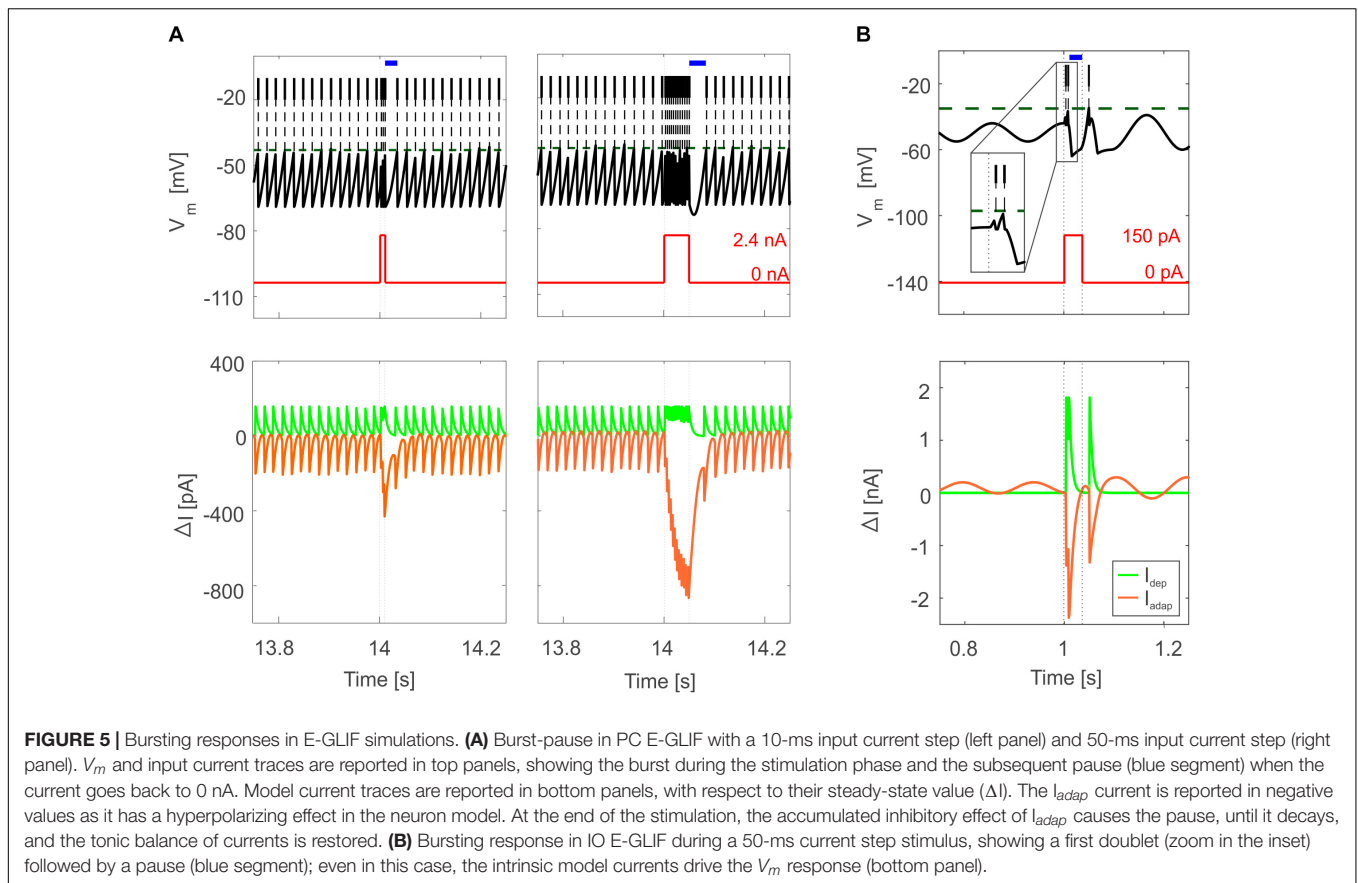 A
B
-20
-50
-80
-110
V_m [mV]
2.4 nA
0 nA
-20
-60
-100
-140
V_m [mV]
150 pA
0 pA
400
0
-400
-800
ΔI [pA]
13.8 14 14.2
Time [s]
13.8 14 14.2
Time [s]
2
1
0
-1
-2
ΔI [nA]
I_dep
I_adap
0.8 1 1.2
Time [s]
FIGURE 5 | Bursting responses in E-GLIF simulations. (A) Burst-pause in PC E-GLIF with a 10-ms input current step (left panel) and 50-ms input current step (right
panel). V_m and input current traces are reported in top panels, showing the burst during the stimulation phase and the subsequent pause (blue segment) when the
current goes back to 0 nA. Model current traces are reported in bottom panels, with respect to their steady-state value (ΔI). The I_adap current is reported in negative
values as it has a hyperpolarizing effect in the neuron model. At the end of the stimulation, the accumulated inhibitory effect of I_adap causes the pause, until it decays,
and the tonic balance of currents is restored. (B) Bursting response in IO E-GLIF during a 50-ms current step stimulus, showing a first doublet (zoom in the inset)
followed by a pause (blue segment); even in this case, the intrinsic model currents drive the V_m response (bottom panel).